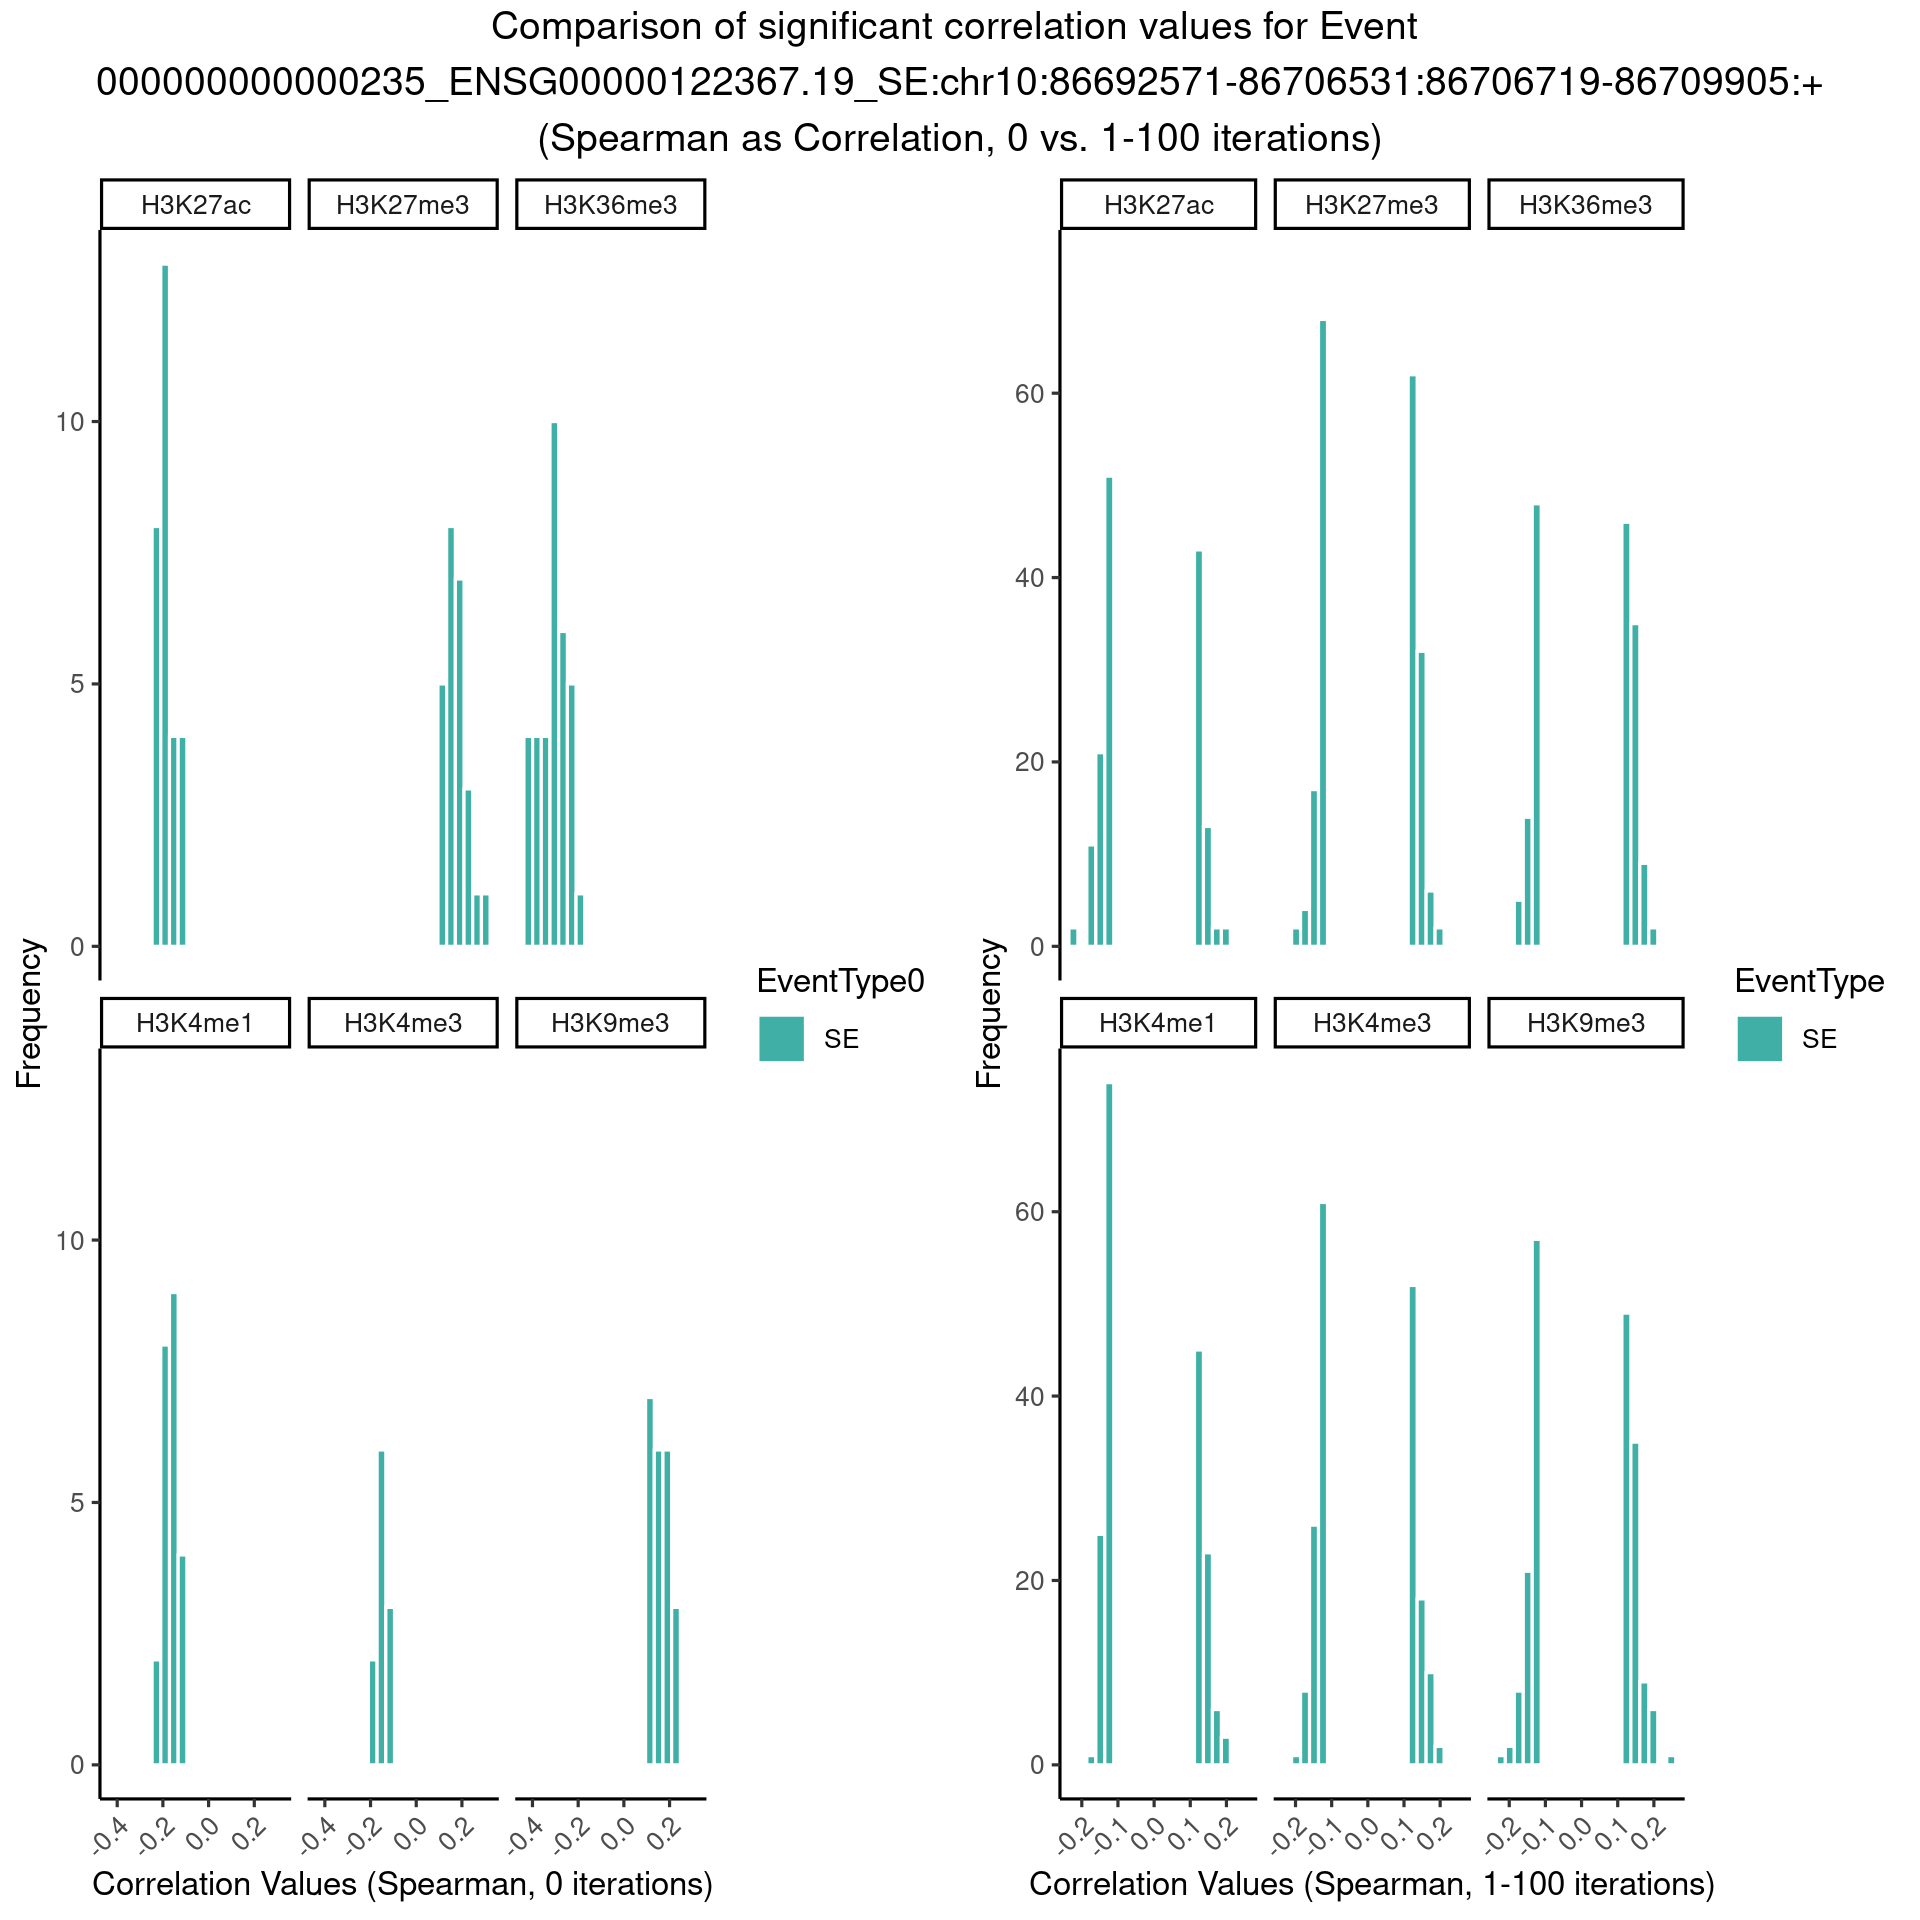 Comparison of significant correlation values for Event
000000000000235_ENSG00000122367.19_SE:chr10:86692571-86706531:86706719-86709905:+
(Spearman as Correlation, 0 vs. 1-100 iterations)
H3K27ac H3K27me3 H3K36me3
10
5
0
H3K4me1 H3K4me3 H3K9me3
10
5
0
-0.4 -0.2 0.0 0.2 -0.4 -0.2 0.0 0.2 -0.4 -0.2 0.0 0.2
Frequency
Correlation Values (Spearman, 0 iterations)
EventType0
SE
H3K27ac H3K27me3 H3K36me3
60
40
20
0
H3K4me1 H3K4me3 H3K9me3
60
40
20
0
-0.2 -0.1 0.0 0.1 0.2 -0.2 -0.1 0.0 0.1 0.2 -0.2 -0.1 0.0 0.1 0.2
Frequency
Correlation Values (Spearman, 1-100 iterations)
EventType
SE